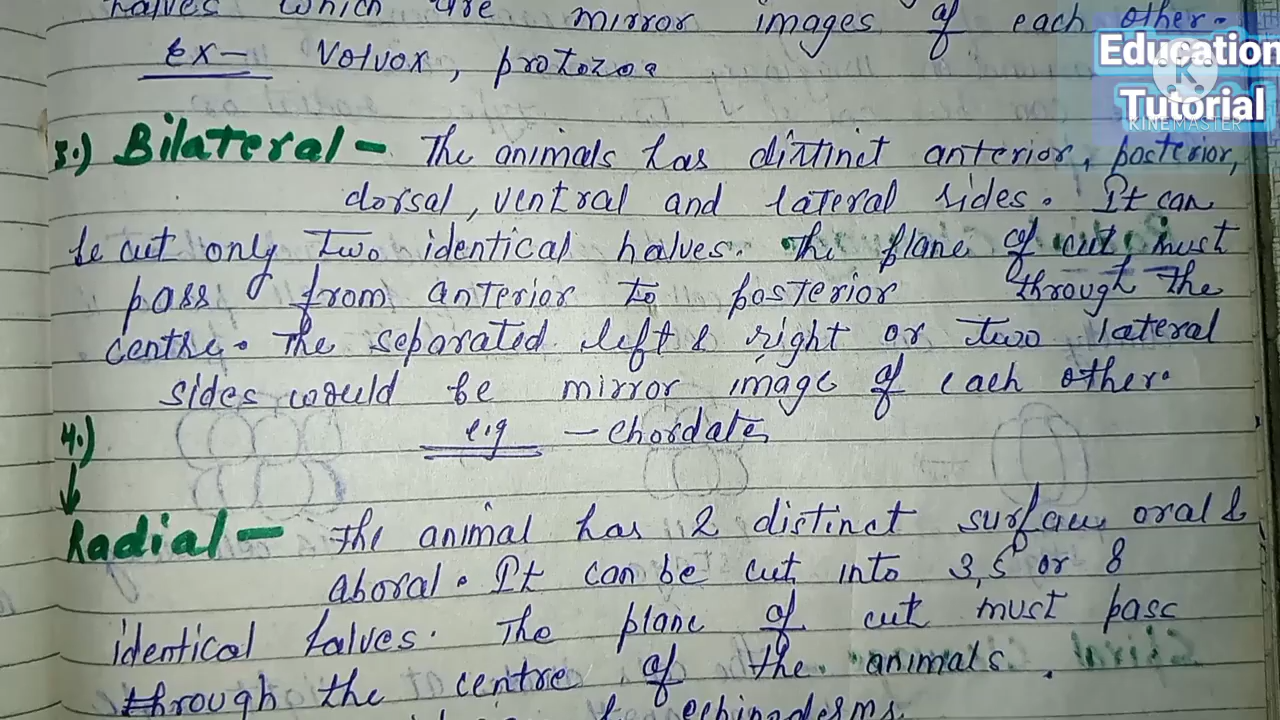 halves which are mirror images of each other.
Ex- Volvox, protozoa
Education
Tutorial
KINEMASTER
3.) Bilateral - The animals has distinct anterior, posterior,
dorsal, ventral and lateral sides. It can
be cut only two identical halves. The plane of cut must
pass from anterior to posterior through the
centre. The separated left & right or two lateral
sides would be mirror image of each other.
e.g - Chordates
4.)
Radial - The animal has 2 distinct surface oral &
aboral. It can be cut into 3, 5 or 8
identical halves. The plane of cut must pass
through the centre of the animals.
echinoderms